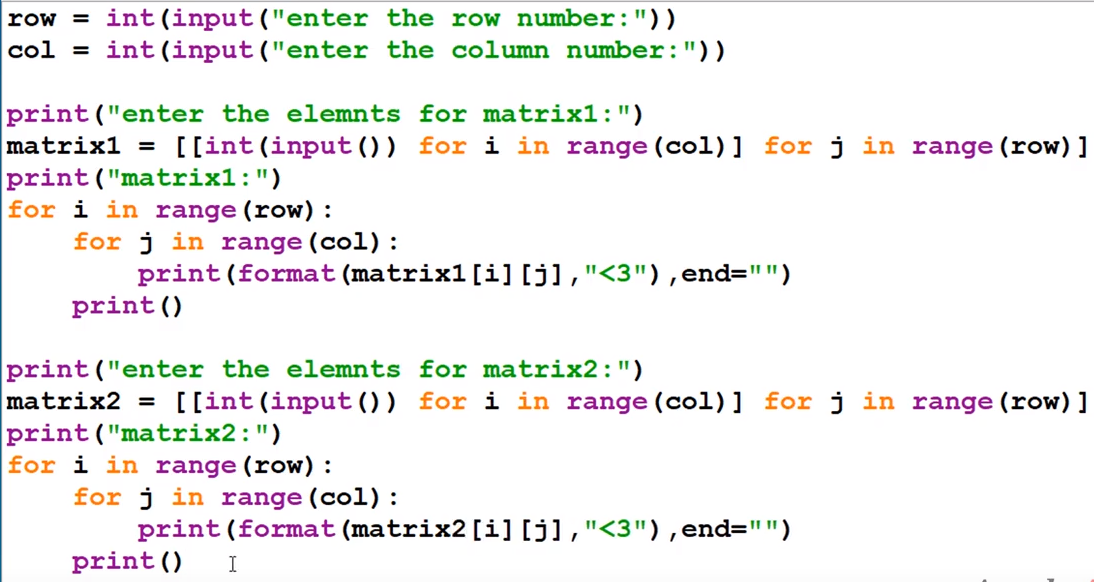 row = int(input("enter the row number:"))
col = int(input("enter the column number:"))
print("enter the elemnts for matrix1:")
matrix1 = [[int(input()) for i in range(col)] for j in range(row)]
print("matrix1:")
for i in range(row):
    for j in range(col):
        print(format(matrix1[i][j],"<3"),end="")
    print()
print("enter the elemnts for matrix2:")
matrix2 = [[int(input()) for i in range(col)] for j in range(row)]
print("matrix2:")
for i in range(row):
    for j in range(col):
        print(format(matrix2[i][j],"<3"),end="")
    print()